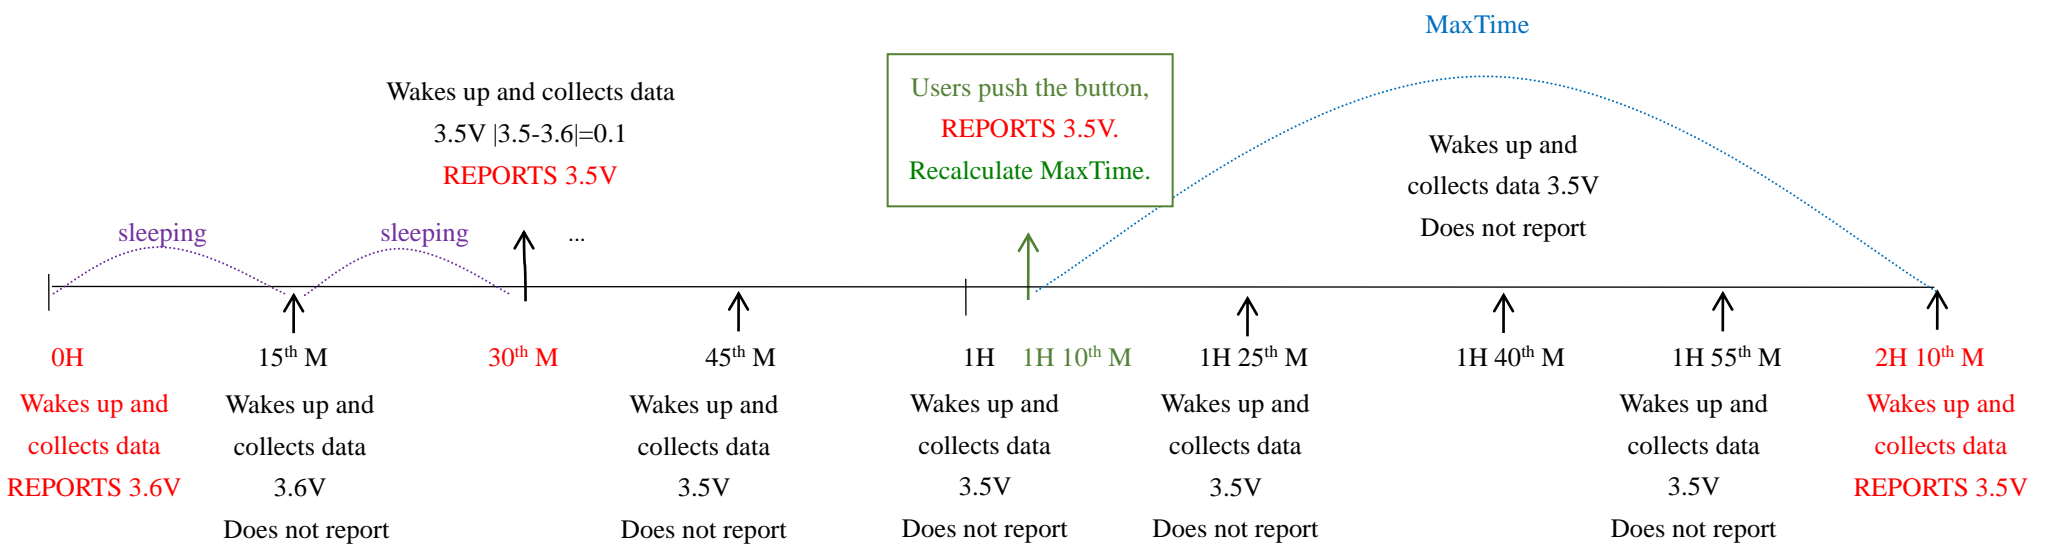 MaxTime
Wakes up and collects data
3.5V |3.5-3.6|=0.1
REPORTS 3.5V
Users push the button,
REPORTS 3.5V.
Recalculate MaxTime.
Wakes up and
collects data 3.5V
Does not report
sleeping
sleeping
...
0H
Wakes up and
collects data
REPORTS 3.6V
15th M
Wakes up and
collects data
3.6V
Does not report
30th M
45th M
Wakes up and
collects data
3.5V
Does not report
1H
Wakes up and
collects data
3.5V
Does not report
1H 10th M
1H 25th M
Wakes up and
collects data
3.5V
Does not report
1H 40th M
1H 55th M
Wakes up and
collects data
3.5V
Does not report
2H 10th M
Wakes up and
collects data
REPORTS 3.5V